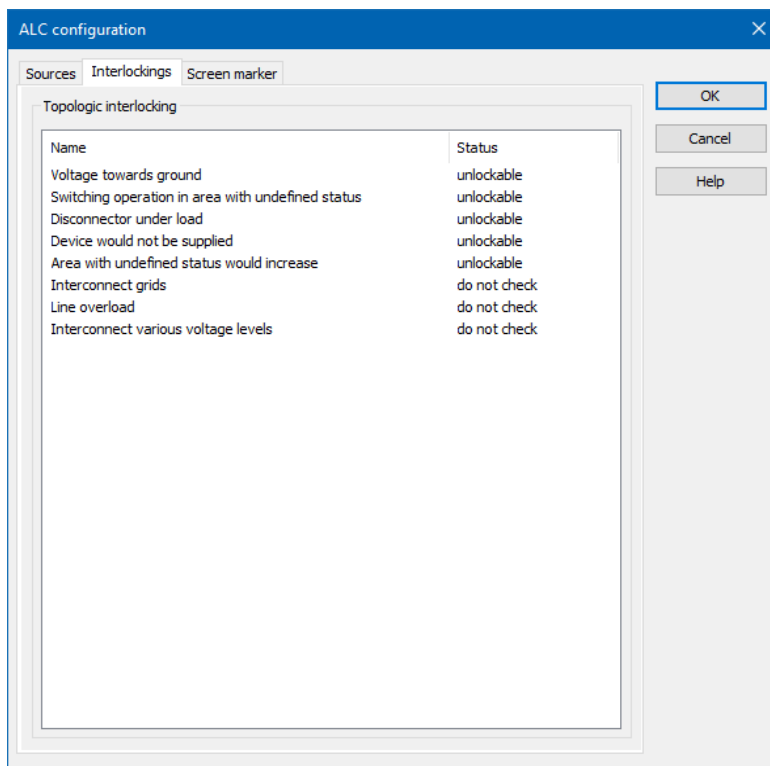 ALC configuration
Sources Interlockings Screen marker
OK
Topologic interlocking
Cancel
Name Status
Help
Voltage towards ground unlockable
Switching operation in area with undefined status unlockable
Disconnector under load unlockable
Device would not be supplied unlockable
Area with undefined status would increase unlockable
Interconnect grids do not check
Line overload do not check
Interconnect various voltage levels do not check